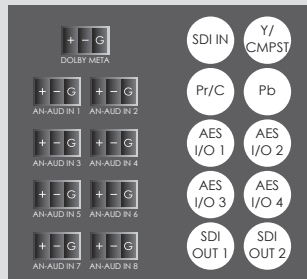 + - G
DOLBY META
SDI IN
Y/
CMPST
+ - G
AN-AUD IN 1
+ - G
AN-AUD IN 2
Pr/C
Pb
+ - G
AN-AUD IN 3
+ - G
AN-AUD IN 4
AES
I/O 1
AES
I/O 2
+ - G
AN-AUD IN 5
+ - G
AN-AUD IN 6
AES
I/O 3
AES
I/O 4
+ - G
AN-AUD IN 7
+ - G
AN-AUD IN 8
SDI
OUT 1
SDI
OUT 2